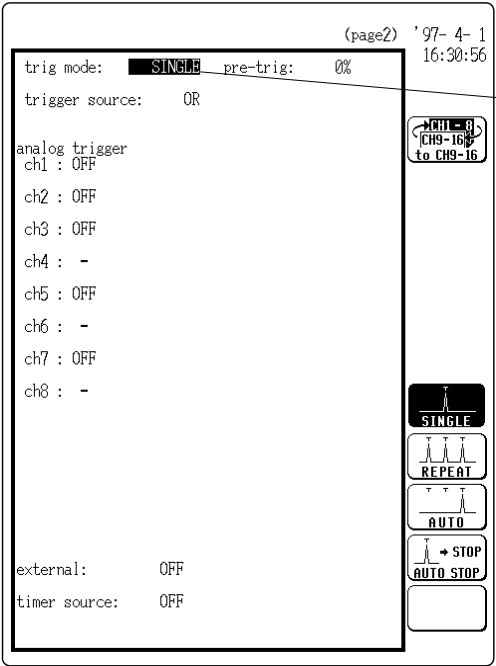 (page2) '97- 4- 1
16:30:56
trig mode: SINGLE pre-trig: 0%
trigger source: OR
analog trigger
ch1 : OFF
ch2 : OFF
ch3 : OFF
ch4 : -
ch5 : OFF
ch6 : -
ch7 : OFF
ch8 : -
external: OFF
timer source: OFF
CH1- 8
CH9-16
to CH9-16
T
SINGLE
T T T
REPEAT
T T T
AUTO
T
→ STOP
AUTO STOP